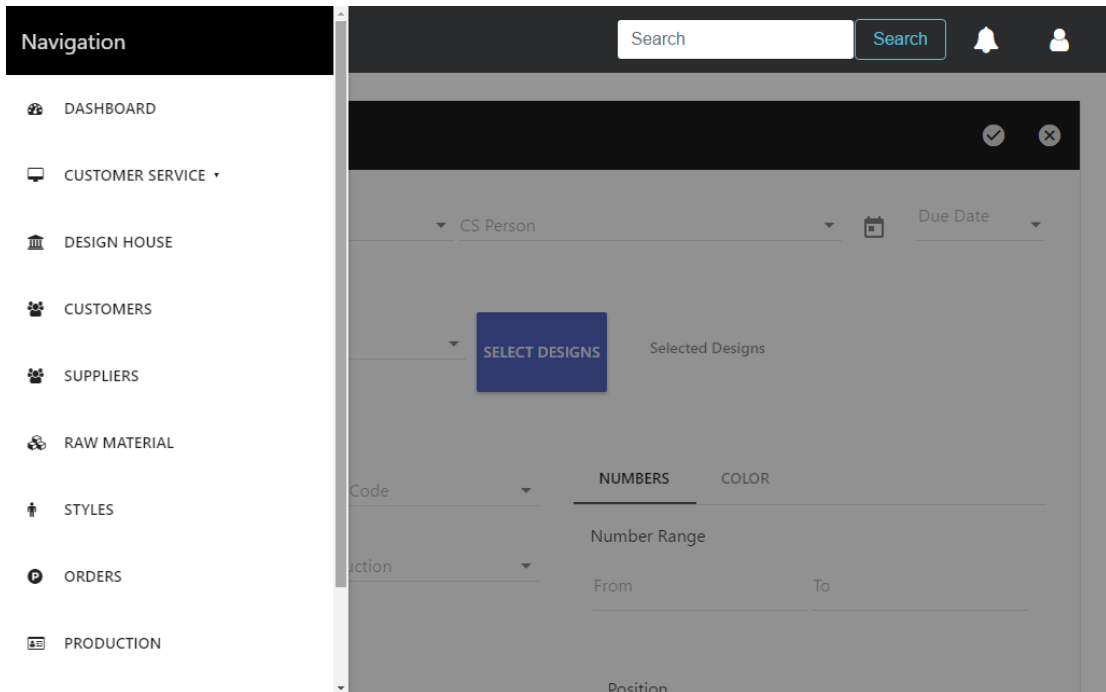 Navigation
Search
Search
DASHBOARD
CUSTOMER SERVICE
DESIGN HOUSE
CUSTOMERS
SUPPLIERS
RAW MATERIAL
STYLES
ORDERS
PRODUCTION
CS Person
Due Date
SELECT DESIGNS
Selected Designs
Code
NUMBERS
COLOR
Number Range
uction
From
To
Position